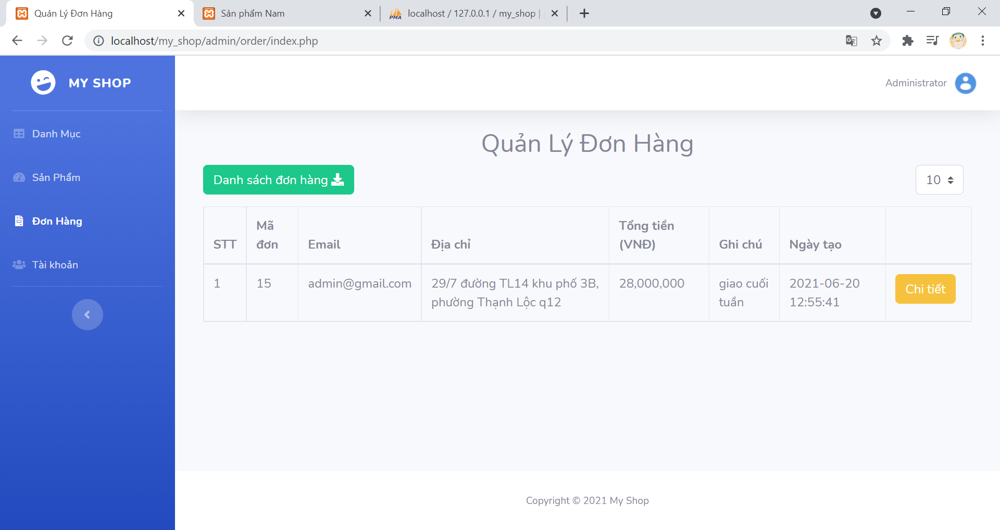 Quản Lý Đơn Hàng
Sản phẩm Nam
PMA
localhost / 127.0.0.1 / my_shop |
localhost/my_shop/admin/order/index.php
MY SHOP
Administrator
Danh Mục
Sản Phẩm
Đơn Hàng
Tài khoản
Quản Lý Đơn Hàng
Danh sách đơn hàng
10
STT
Mã đơn
Email
Địa chỉ
Tổng tiền (VNĐ)
Ghi chú
Ngày tạo
1
15
admin@gmail.com
29/7 đường TL14 khu phố 3B,
phường Thạnh Lộc q12
28,000,000
giao cuối
tuần
2021-06-20
12:55:41
Chi tiết
Copyright © 2021 My Shop